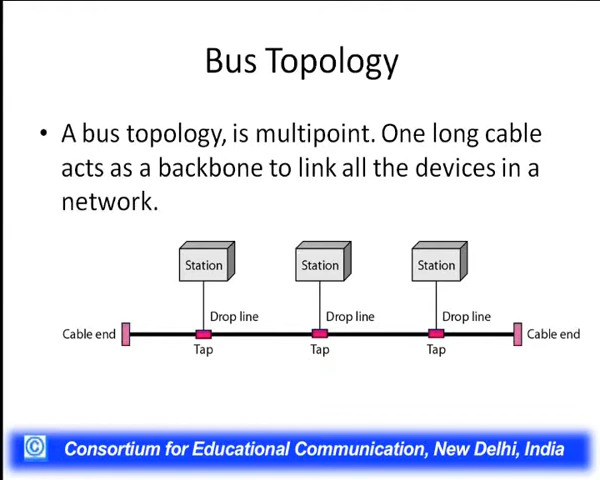 Bus Topology
• A bus topology, is multipoint. One long cable
acts as a backbone to link all the devices in a
network.
Station Station Station
Drop line Drop line Drop line
Cable end Cable end
Tap Tap Tap
© Consortium for Educational Communication, New Delhi, India